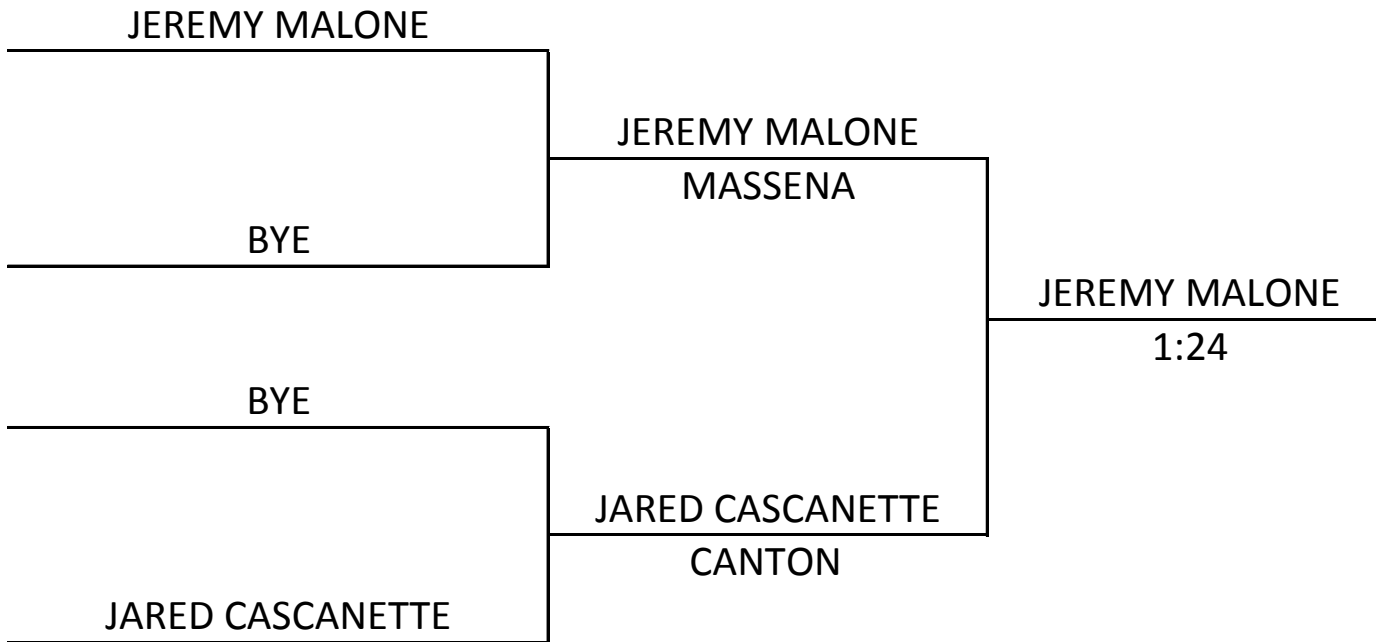 JEREMY MALONE
JEREMY MALONE
MASSENA
BYE
JEREMY MALONE
1:24
BYE
JARED CASCANETTE
CANTON
JARED CASCANETTE